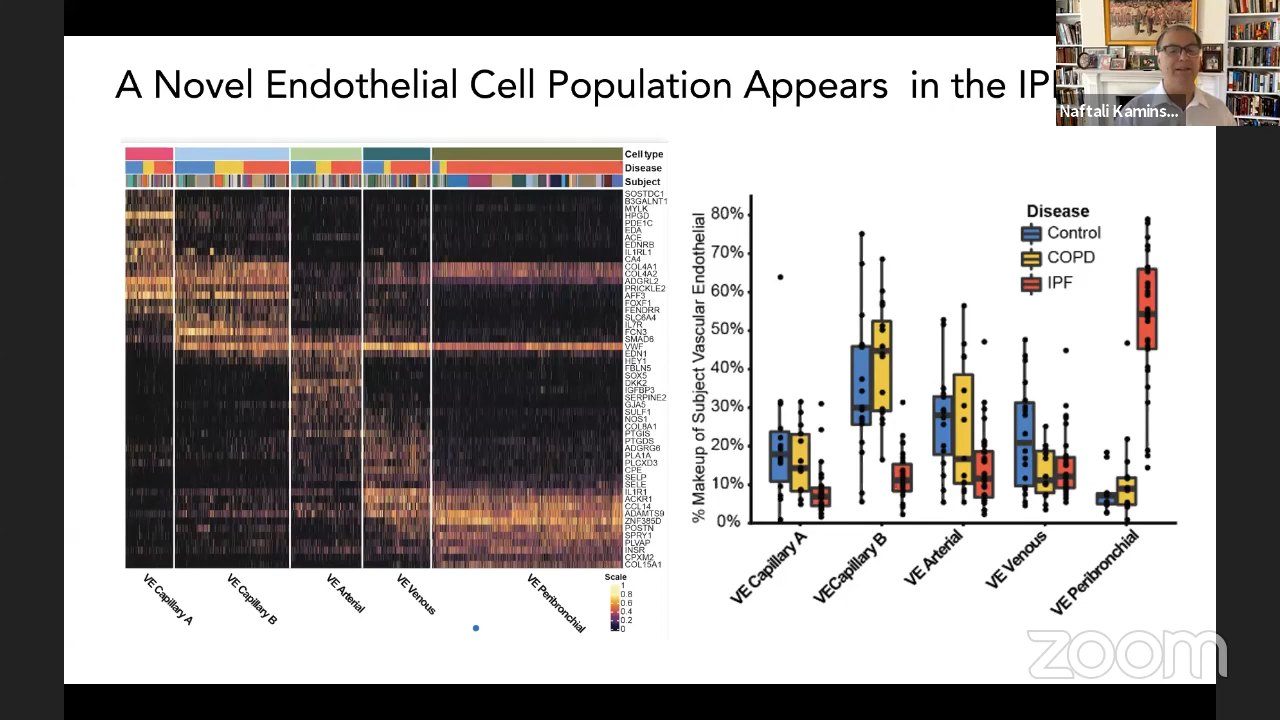 A Novel Endothelial Cell Population Appears in the IP
Naftali Kamins...
Cell type
Disease
Subject
SOSTDC1
B3GALNT1
MYLK
HPGD
PDE1C
EDA
ACE
EDNRB
IL1RL1
CA4
COL4A1
COL4A2
ADGRL2
PRICKLE2
AFF3
FOXF1
FENDRR
SLC6A4
IL7R
FCN3
SMAD6
VWF
EDN1
HEY1
FBLN5
SOX5
DKK2
IGFBP3
SERPINE2
GJA5
SULF1
NOS1
COL8A1
PTGIS
PTGDS
ADGRG6
PLA1A
PLCXD3
CPE
SELP
SELE
IL1R1
ACKR1
CCL14
ADAMTS9
ZNF385D
POSTN
SPRY1
PLVAP
INSR
CPXM2
COL15A1
VE Capillary A
VE Capillary B
VE Arterial
VE Venous
VE Peribronchial
Scale
1
0.8
0.6
0.4
0.2
0
% Makeup of Subject Vascular Endothelial
80%
70%
60%
50%
40%
30%
20%
10%
0%
Disease
Control
COPD
IPF
VE Capillary A
VECapillary B
VE Arterial
VE Venous
VE Peribronchial
zoom